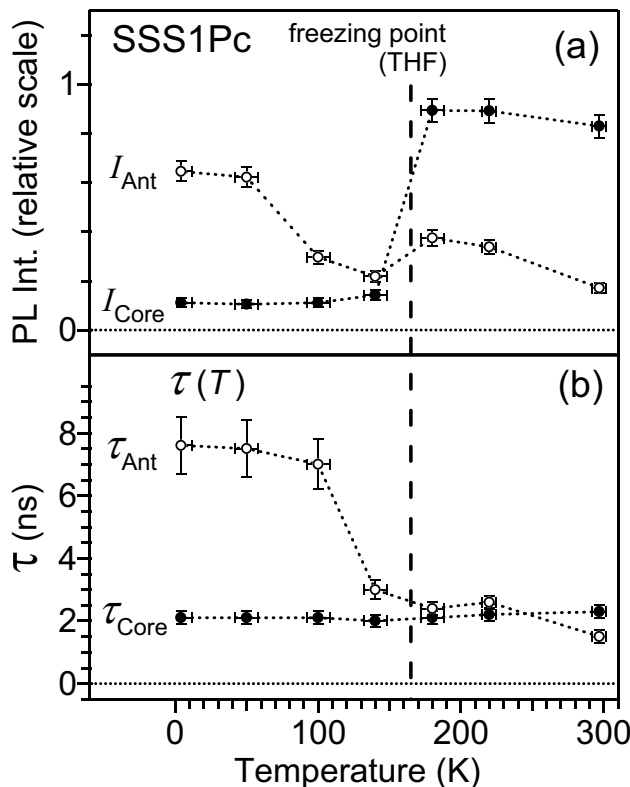 SSS1Pc
freezing point
(THF)
(a)
1
I_Ant
I_Core
0
PL Int. (relative scale)
τ (T)
(b)
8
τ_Ant
6
4
τ_Core
2
0
τ (ns)
0 100 200 300
Temperature (K)